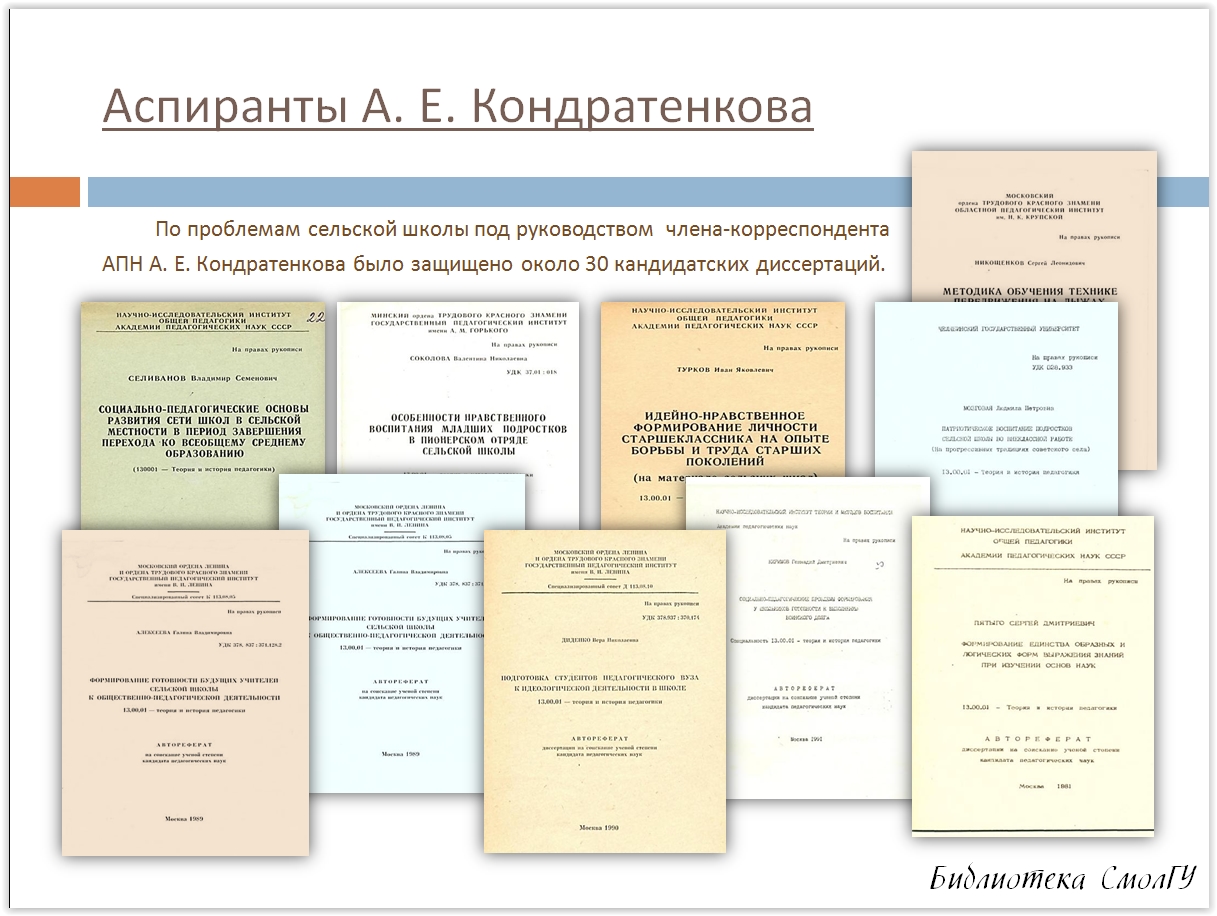 Аспиранты А. Е. Кондратенкова
По проблемам сельской школы под руководством члена-корреспондента
АПН А. Е. Кондратенкова было защищено около 30 кандидатских диссертаций.
МОСКОВСКИЙ
ордена ТРУДОВОГО КРАСНОГО ЗНАМЕНИ
ОБЛАСТНОЙ ПЕДАГОГИЧЕСКИЙ ИНСТИТУТ
им. Н. К. КРУПСКОЙ
На правах рукописи
НИКОЩЕНКОВ Сергей Леонидович
МЕТОДИКА ОБУЧЕНИЯ ТЕХНИКЕ
ПЕРЕДВИЖЕНИЯ НА ЛЫЖАХ
НАУЧНО-ИССЛЕДОВАТЕЛЬСКИЙ ИНСТИТУТ
ОБЩЕЙ ПЕДАГОГИКИ
АКАДЕМИИ ПЕДАГОГИЧЕСКИХ НАУК СССР
22
На правах рукописи
СЕЛИВАНОВ Владимир Семенович
СОЦИАЛЬНО-ПЕДАГОГИЧЕСКИЕ ОСНОВЫ
РАЗВИТИЯ СЕТИ ШКОЛ В СЕЛЬСКОЙ
МЕСТНОСТИ В ПЕРИОД ЗАВЕРШЕНИЯ
ПЕРЕХОДА КО ВСЕОБЩЕМУ СРЕДНЕМУ
ОБРАЗОВАНИЮ
(130001 — Теория и история педагогики)
МИНСКИЙ ордена ТРУДОВОГО КРАСНОГО ЗНАМЕНИ
ГОСУДАРСТВЕННЫЙ ПЕДАГОГИЧЕСКИЙ ИНСТИТУТ
имени А. М. ГОРЬКОГО
На правах рукописи
СОКОЛОВА Валентина Николаевна
УДК 37.01 : 018
ОСОБЕННОСТИ НРАВСТВЕННОГО
ВОСПИТАНИЯ МЛАДШИХ ПОДРОСТКОВ
В ПИОНЕРСКОМ ОТРЯДЕ
СЕЛЬСКОЙ ШКОЛЫ
НАУЧНО-ИССЛЕДОВАТЕЛЬСКИЙ ИНСТИТУТ
ОБЩЕЙ ПЕДАГОГИКИ
АКАДЕМИИ ПЕДАГОГИЧЕСКИХ НАУК СССР
На правах рукописи
ТУРКОВ Иван Яковлевич
ИДЕЙНО-НРАВСТВЕННОЕ
ФОРМИРОВАНИЕ ЛИЧНОСТИ
СТАРШЕКЛАССНИКА НА ОПЫТЕ
БОРЬБЫ И ТРУДА СТАРШИХ
ПОКОЛЕНИЙ
(на материале сельских школ)
13.00.01 —
ГОСУДАРСТВЕННЫЙ УНИВЕРСИТЕТ
На правах рукописи
УДК
МОЗГОВАЯ Людмила Петровна
ПАТРИОТИЧЕСКОЕ ВОСПИТАНИЕ ПОДРОСТКОВ
СЕЛЬСКОЙ ШКОЛЫ ВО ВНЕКЛАССНОЙ РАБОТЕ
(На прогрессивных традициях советского села)
13.00.01 - Теория и история педагогики
МОСКОВСКИЙ ОРДЕНА ЛЕНИНА
И ОРДЕНА ТРУДОВОГО КРАСНОГО ЗНАМЕНИ
ГОСУДАРСТВЕННЫЙ ПЕДАГОГИЧЕСКИЙ ИНСТИТУТ
имени В. И. ЛЕНИНА
Специализированный совет К 113.08.05
На правах рукописи
АЛЕКСЕЕВА Галина Владимировна
УДК 378. 837 : 374.128.2
ФОРМИРОВАНИЕ ГОТОВНОСТИ БУДУЩИХ УЧИТЕЛЕЙ
СЕЛЬСКОЙ ШКОЛЫ
К ОБЩЕСТВЕННО-ПЕДАГОГИЧЕСКОЙ ДЕЯТЕЛЬНОСТИ
13.00.01 — теория и история педагогики
АВТОРЕФЕРАТ
на соискание ученой степени
кандидата педагогических наук
Москва 1989
МОСКОВСКИЙ ОРДЕНА ЛЕНИНА
И ОРДЕНА ТРУДОВОГО КРАСНОГО ЗНАМЕНИ
ГОСУДАРСТВЕННЫЙ ПЕДАГОГИЧЕСКИЙ ИНСТИТУТ
имени В. И. ЛЕНИНА
Специализированный совет К 113.08.05
На правах
АЛЕКСЕЕВА Галина Владимировна
УДК 378. 837 :
ФОРМИРОВАНИЕ ГОТОВНОСТИ БУДУЩИХ
СЕЛЬСКОЙ ШКОЛЫ
ОБЩЕСТВЕННО-ПЕДАГОГИЧЕСКОЙ
13.00.01 — теория и история педагогики
АВТОРЕФЕРАТ
на соискание ученой степени
кандидата педагогических наук
Москва 1989
МОСКОВСКИЙ ОРДЕНА ЛЕНИНА
И ОРДЕНА ТРУДОВОГО КРАСНОГО ЗНАМЕНИ
ГОСУДАРСТВЕННЫЙ ПЕДАГОГИЧЕСКИЙ ИНСТИТУТ
имени В. И. ЛЕНИНА
Специализированный совет Д 113.08.10
На правах рукописи
УДК 378.937 : 370.174
ДИДЕНКО Вера Николаевна
ПОДГОТОВКА СТУДЕНТОВ ПЕДАГОГИЧЕСКОГО ВУЗА
К ИДЕОЛОГИЧЕСКОЙ ДЕЯТЕЛЬНОСТИ В ШКОЛЕ
13.00.01 — теория и история педагогики
АВТОРЕФЕРАТ
диссертации на соискание ученой степени
кандидата педагогических наук
Москва 1990
НАУЧНО-ИССЛЕДОВАТЕЛЬСКИЙ ИНСТИТУТ ТЕОРИИ И МЕТОДОВ ВОСПИТАНИЯ
Академии педагогических наук
На правах рукописи
Геннадий Дмитриевич
СОЦИАЛЬНО-ПЕДАГОГИЧЕСКИЕ ПРОБЛЕМЫ ФОРМИРОВАНИЯ
У ШКОЛЬНИКОВ ГОТОВНОСТИ К ВЫПОЛНЕНИЮ
ВОИНСКОГО ДОЛГА
Специальность 13.00.01 - теория и история педагогики
АВТОРЕФЕРАТ
диссертации на соискание ученой степени
кандидата педагогических наук
Москва 1991
НАУЧНО-ИССЛЕДОВАТЕЛЬСКИЙ ИНСТИТУТ
ОБЩЕЙ ПЕДАГОГИКИ
АКАДЕМИИ ПЕДАГОГИЧЕСКИХ НАУК СССР
На правах рукописи
ПЯТЫГО СЕРГЕЙ ДМИТРИЕВИЧ
ФОРМИРОВАНИЕ ЕДИНСТВА ОБРАЗНЫХ И
ЛОГИЧЕСКИХ ФОРМ ВЫРАЖЕНИЯ ЗНАНИЙ
ПРИ ИЗУЧЕНИИ ОСНОВ НАУК
13.00.01 - Теория и история педагогики
АВТОРЕФЕРАТ
диссертации на соискание ученой степени
кандидата педагогических наук
Москва 1981
Библиотека СмолГУ